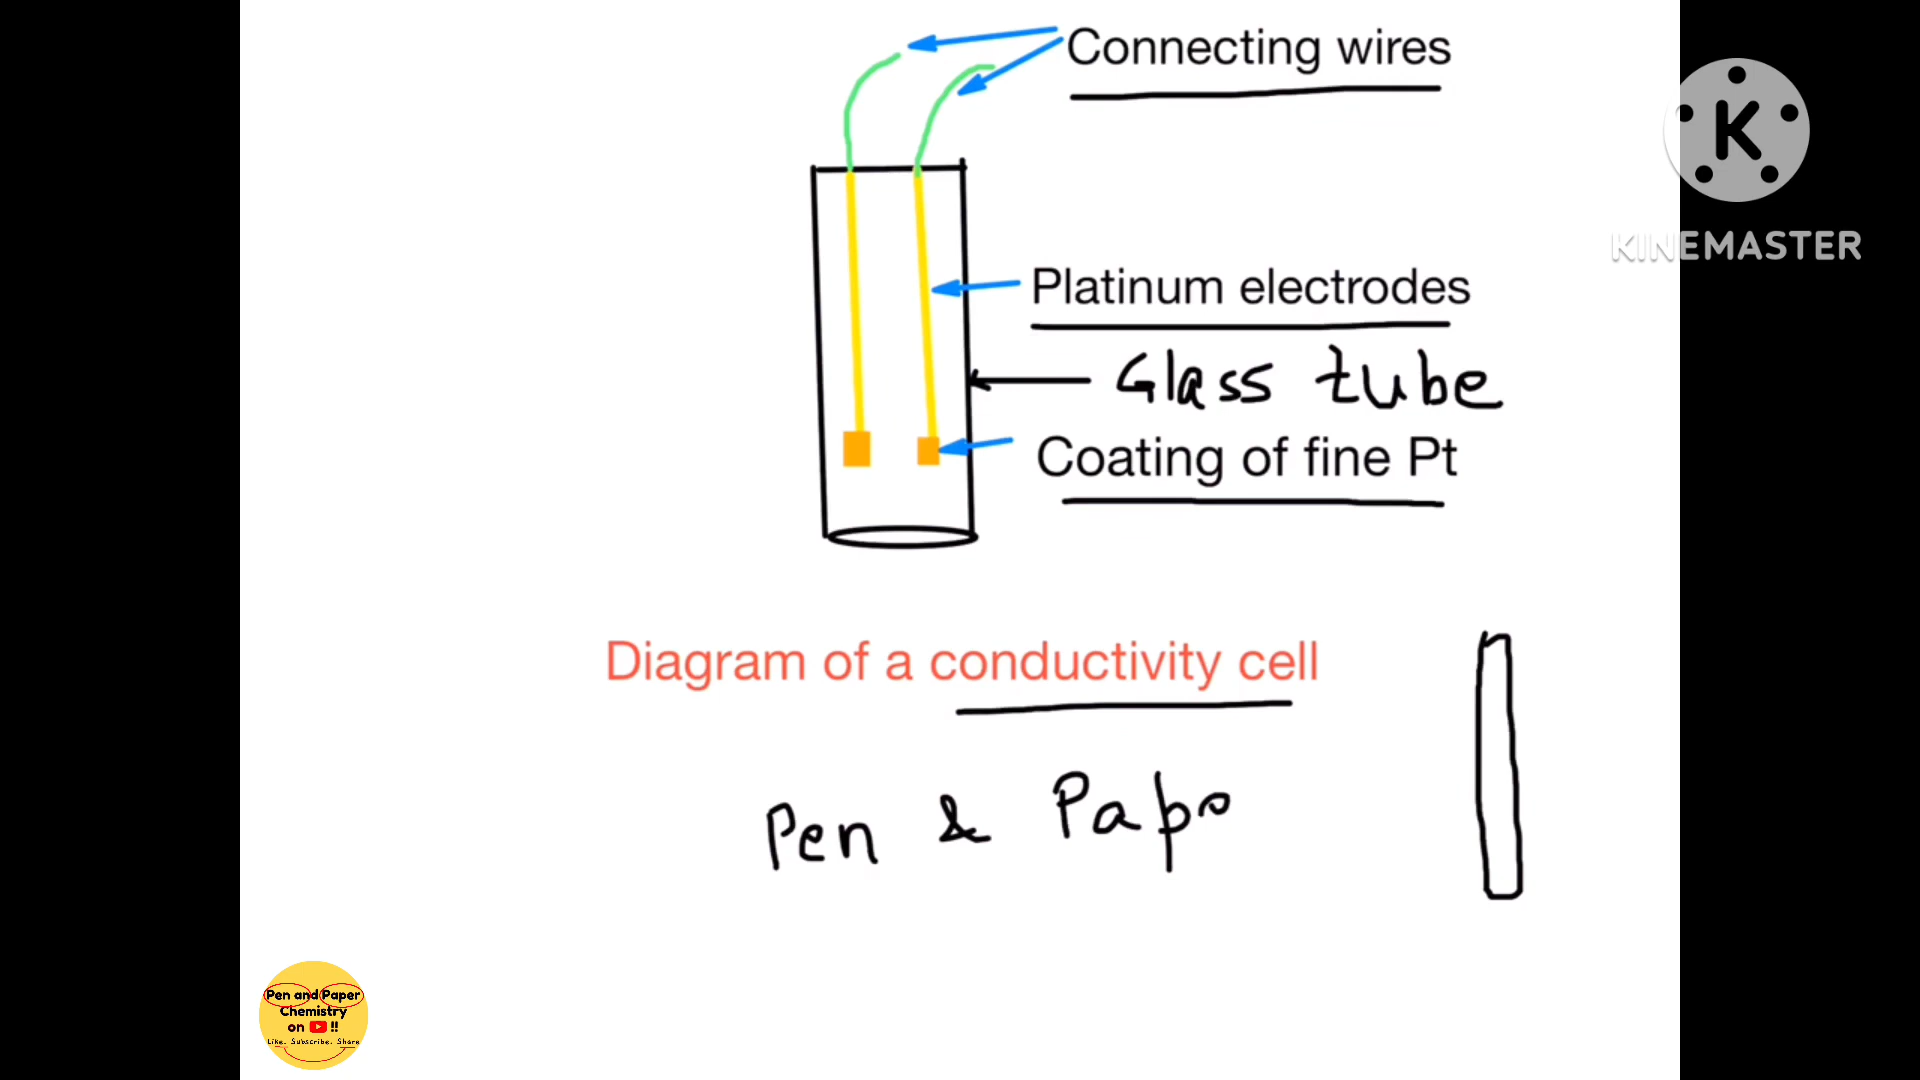 Connecting wires
K
KINEMASTER
Platinum electrodes
Glass tube
Coating of fine Pt
Diagram of a conductivity cell
Pen & Pape
Pen and Paper
Chemistry
on !!
Like. Subscribe. Share